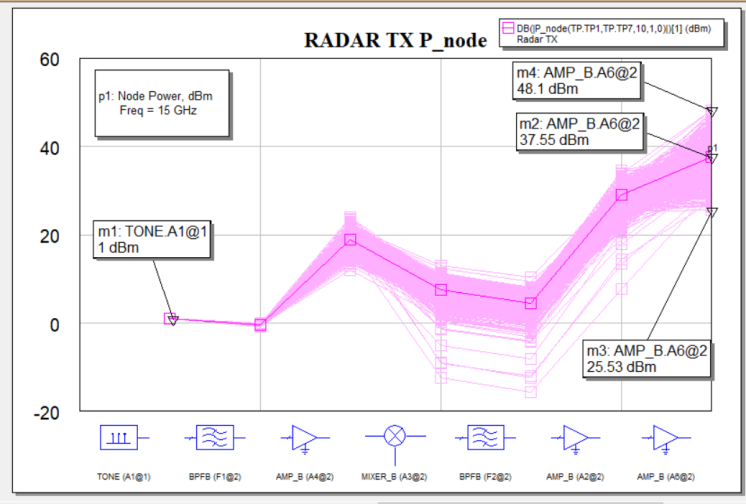 DB(|P_node(TP.TP1,TP.TP7,10,1,0)|)[1] (dBm)
Radar TX
RADAR TX P_node
60
40
20
0
-20
p1: Node Power, dBm
Freq = 15 GHz
m4: AMP_B.A6@2
48.1 dBm
m2: AMP_B.A6@2
37.55 dBm
p1
m1: TONE.A1@1
1 dBm
m3: AMP_B.A6@2
25.53 dBm
TONE (A1@1)
BPFB (F1@2)
AMP_B (A4@2)
MIXER_B (A3@2)
BPFB (F2@2)
AMP_B (A2@2)
AMP_B (A6@2)